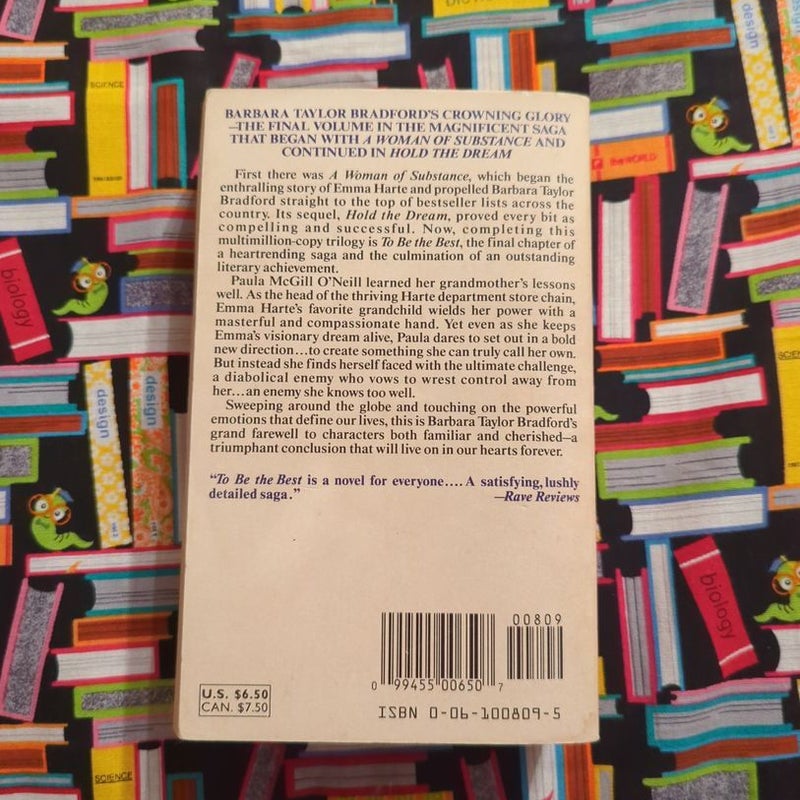 BARBARA TAYLOR BRADFORD'S CROWNING GLORY
—THE FINAL VOLUME IN THE MAGNIFICENT SAGA
THAT BEGAN WITH A WOMAN OF SUBSTANCE AND
CONTINUED IN HOLD THE DREAM
First there was A Woman of Substance, which began the
enthralling story of Emma Harte and propelled Barbara Taylor
Bradford straight to the top of bestseller lists across the
country. Its sequel, Hold the Dream, proved every bit as
compelling and successful. Now, completing this
multimillion-copy trilogy is To Be the Best, the final chapter of
a heartrending saga and the culmination of an outstanding
literary achievement.
Paula McGill O'Neill learned her grandmother's lessons
well. As the head of the thriving Harte department store chain,
Emma Harte's favorite grandchild wields her power with a
masterful and compassionate hand. Yet even as she keeps
Emma's visionary dream alive, Paula dares to set out in a bold
new direction...to create something she can truly call her own.
But instead she finds herself faced with the ultimate challenge,
a diabolical enemy who vows to wrest control away from
her...an enemy she knows too well.
Sweeping around the globe and touching on the powerful
emotions that define our lives, this is Barbara Taylor Bradford's
grand farewell to characters both familiar and cherished—a
triumphant conclusion that will live on in our hearts forever.
"To Be the Best is a novel for everyone.... A satisfying, lushly
detailed saga."
—Rave Reviews
00809
0 99455 00650 7
U.S. $6.50
CAN. $7.50
ISBN 0-06-100809-5
SCIENCE
design
biology
design
design
SCIENCE
the WORLD
biology
SCIENCE